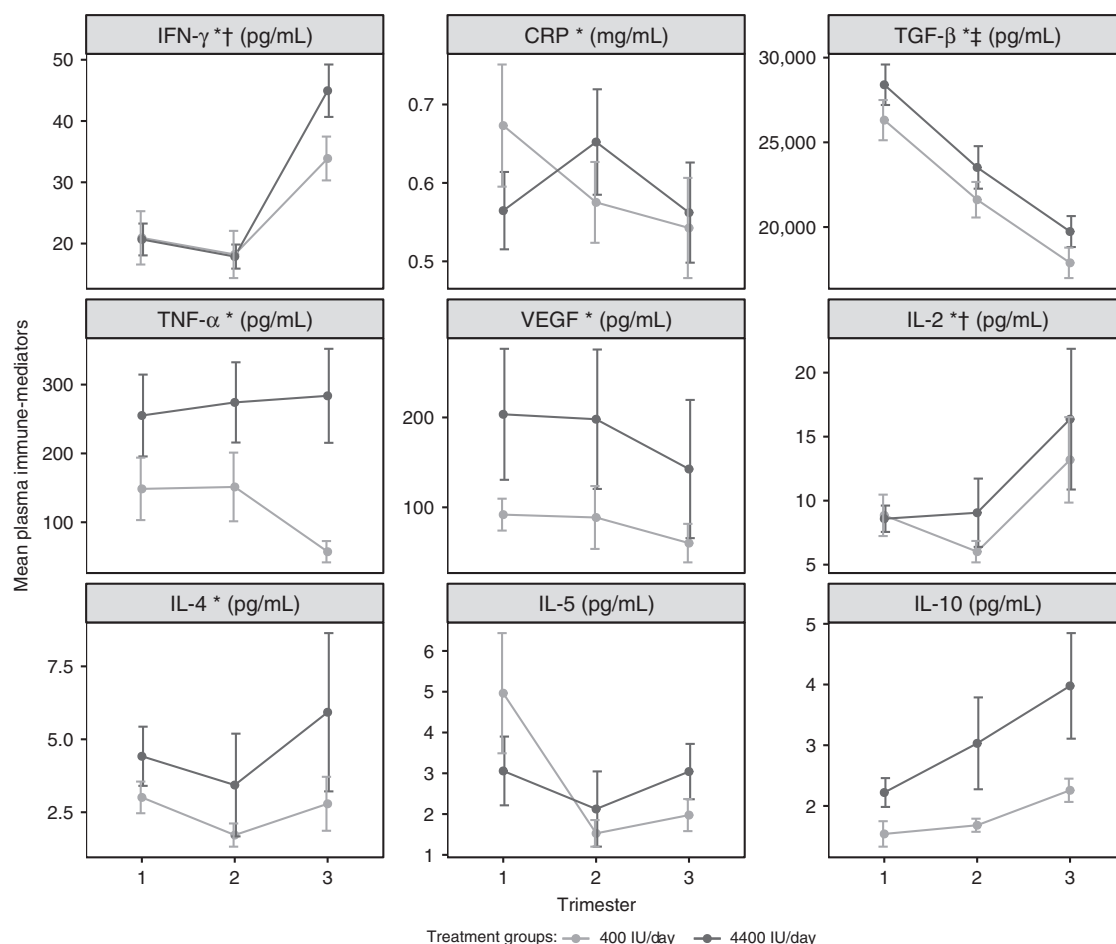 IFN-γ *† (pg/mL)
CRP * (mg/mL)
TGF-β *‡ (pg/mL)
50
40
30
20
0.7
0.6
0.5
30,000
25,000
20,000
Mean plasma immune-mediators
TNF-α * (pg/mL)
VEGF * (pg/mL)
IL-2 *† (pg/mL)
300
200
100
200
100
20
15
10
5
IL-4 * (pg/mL)
IL-5 (pg/mL)
IL-10 (pg/mL)
7.5
5.0
2.5
6
5
4
3
2
1
5
4
3
2
1 2 3
1 2 3
1 2 3
Trimester
Treatment groups: 400 IU/day 4400 IU/day